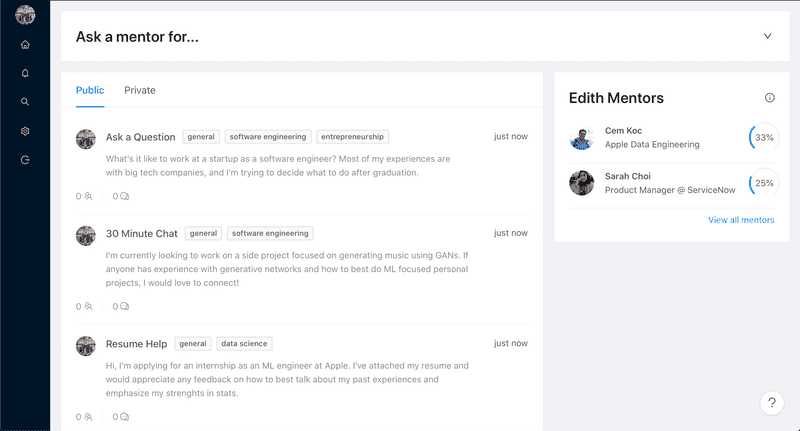 Ask a mentor for...
Public Private
Ask a Question general software engineering entrepreneurship just now
What's it like to work at a startup as a software engineer? Most of my experiences are
with big tech companies, and I'm trying to decide what to do after graduation.
0 0
30 Minute Chat general software engineering just now
I'm currently looking to work on a side project focused on generating music using GANs. If
anyone has experience with generative networks and how to best do ML focused personal
projects, I would love to connect!
0 0
Resume Help general data science just now
Hi, I'm applying for an internship as an ML engineer at Apple. I've attached my resume and
would appreciate any feedback on how to best talk about my past experiences and
emphasize my strenghts in stats.
0 0
Edith Mentors
Cem Koc
Apple Data Engineering
33%
Sarah Choi
Product Manager @ ServiceNow
25%
View all mentors
?